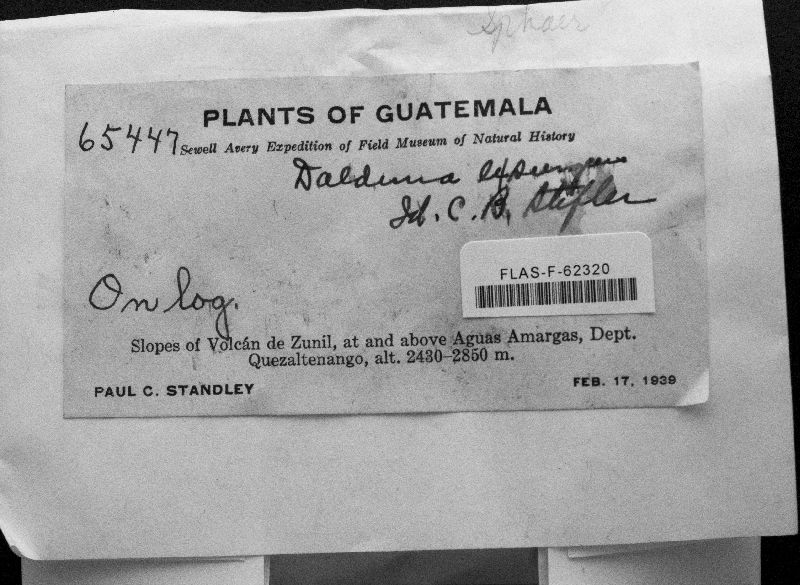 Sphaer
PLANTS OF GUATEMALA
65447
Sewell Avery Expedition of Field Museum of Natural History
Daldinia
Id. C. B. Stifler
FLAS-F-62320
On log.
Slopes of Volcán de Zunil, at and above Aguas Amargas, Dept.
Quezaltenango, alt. 2430–2850 m.
PAUL C. STANDLEY
FEB. 17, 1939